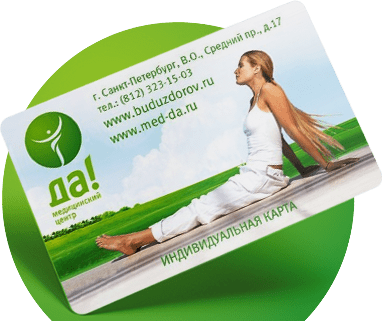 г. Санкт-Петербург, В.О., Средний пр., д.17
тел.: (812) 323-15-03
www.buduzdorov.ru
www.med-da.ru
да!
медицинский
центр
ИНДИВИДУАЛЬНАЯ КАРТА